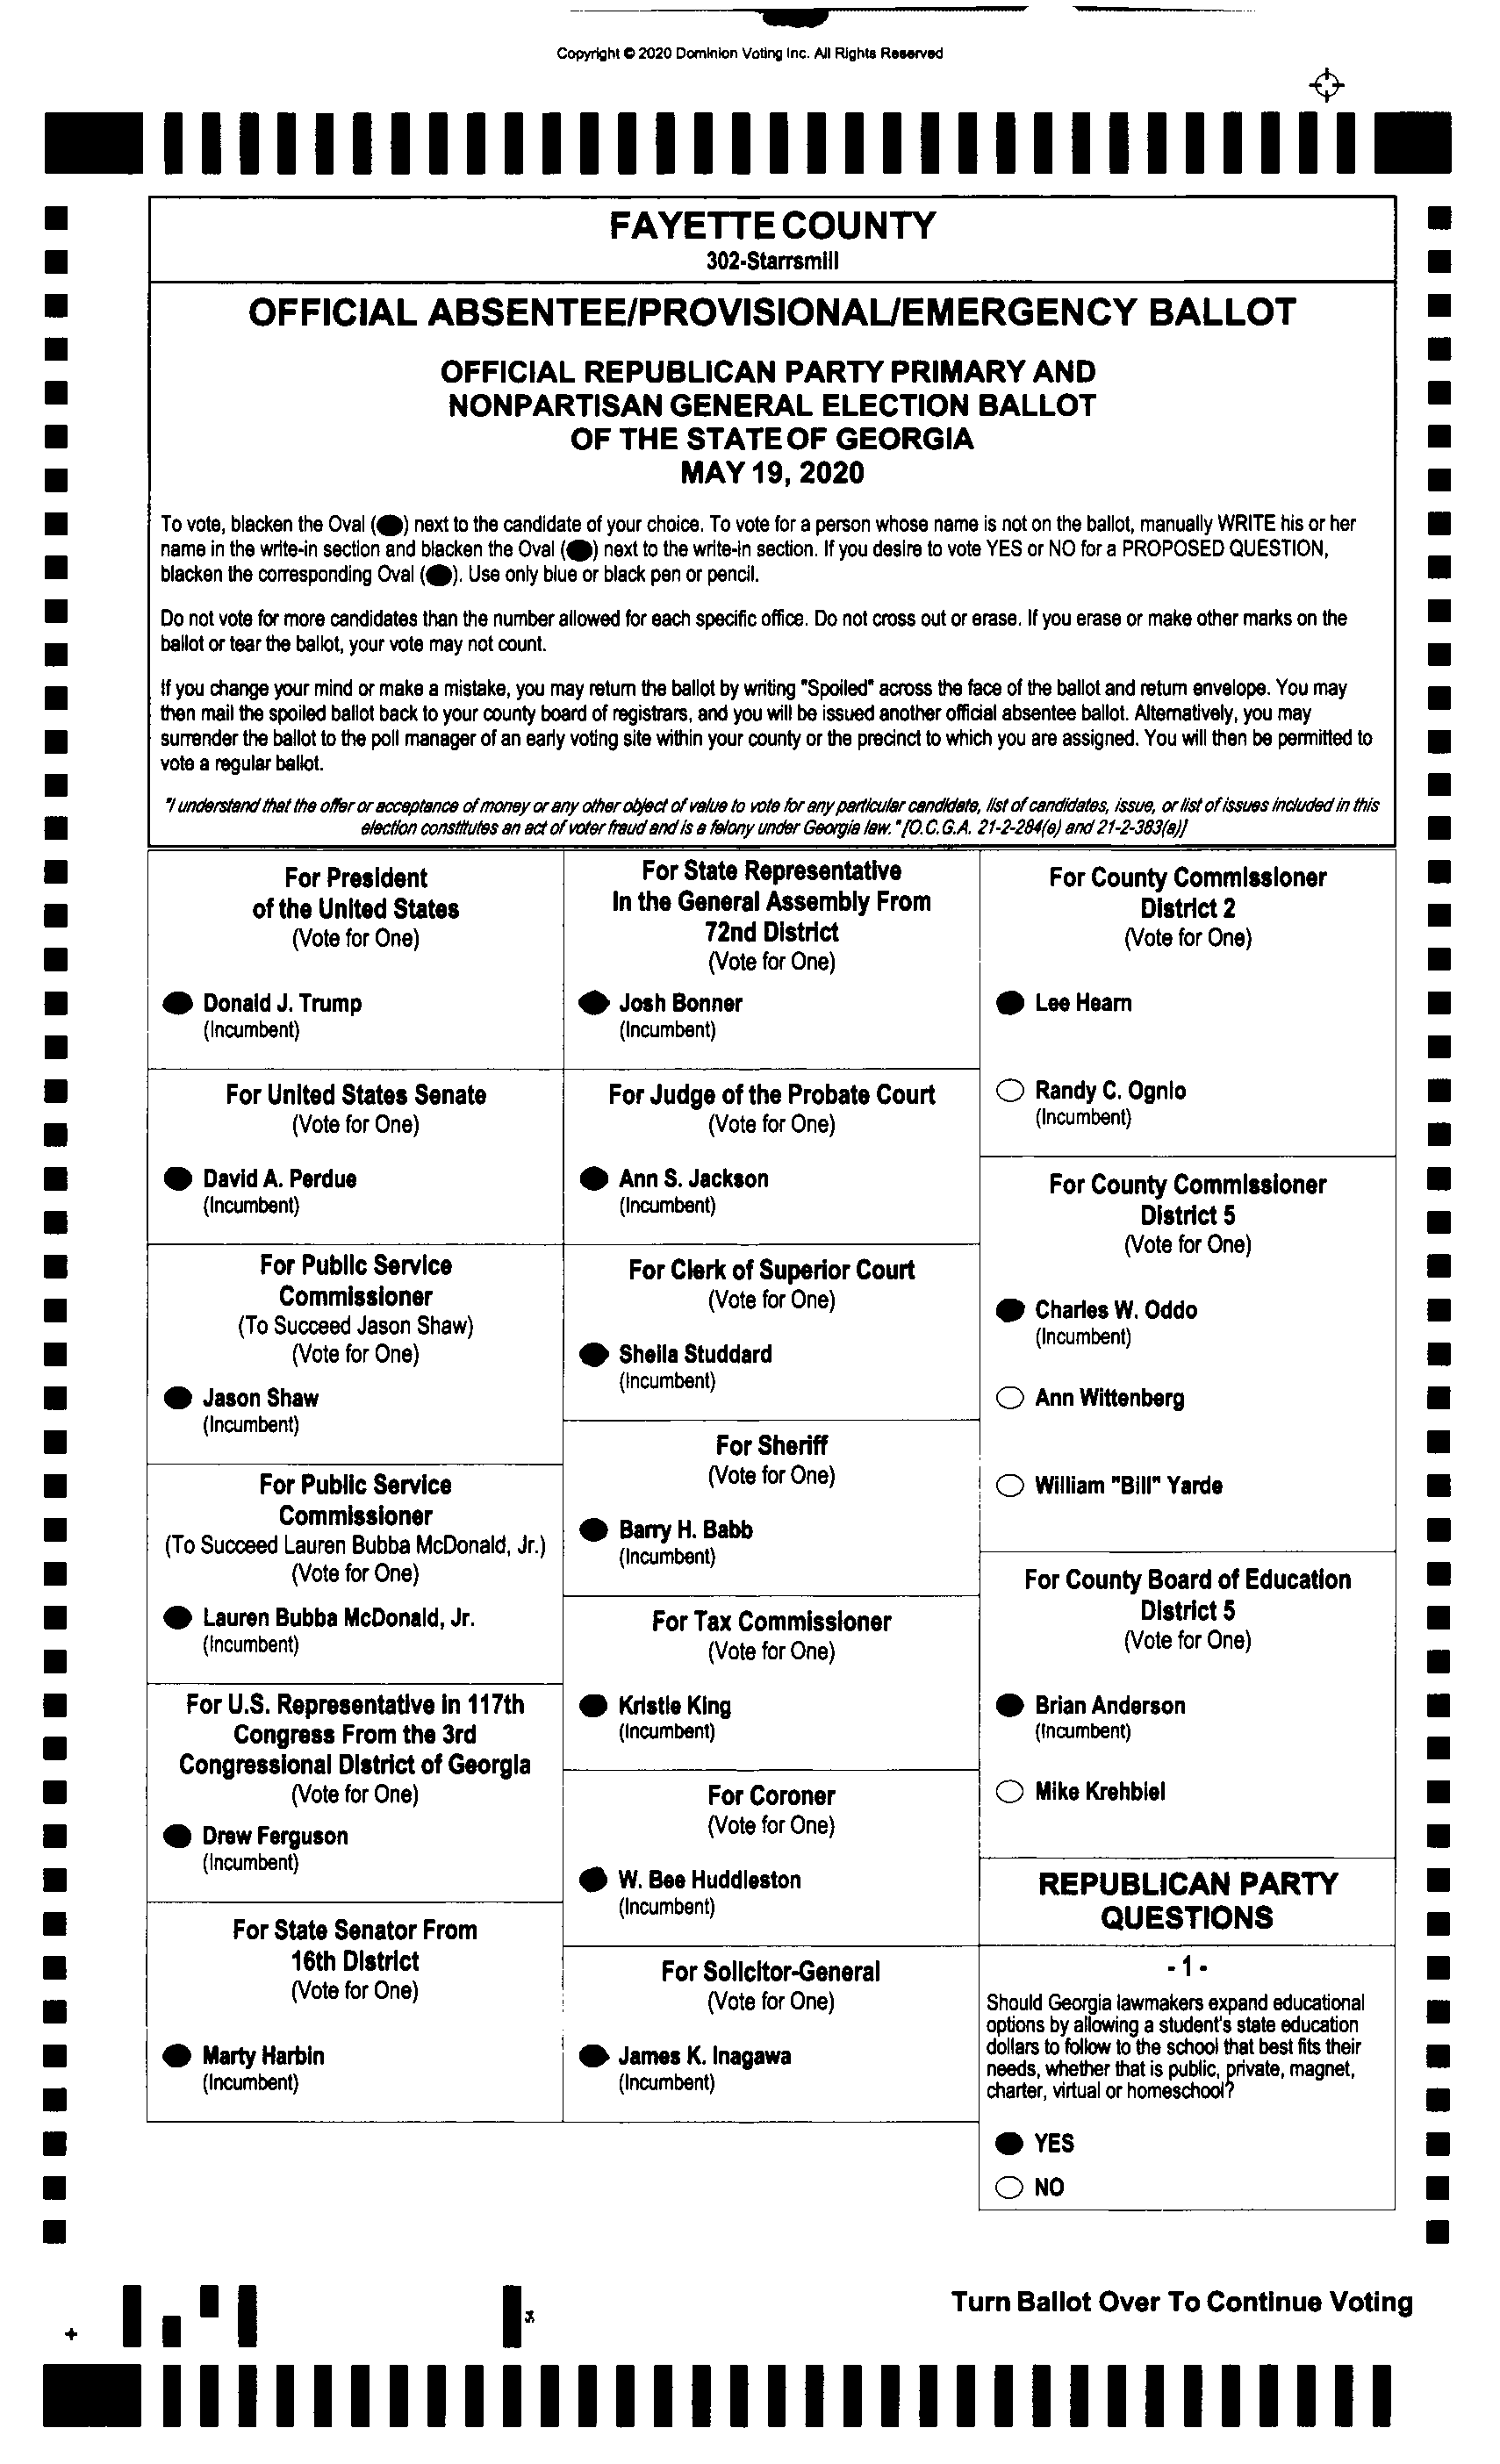 Copyright © 2020 Dominion Voting Inc. All Rights Reserved
FAYETTE COUNTY
302-Starrsmill
OFFICIAL ABSENTEE/PROVISIONAL/EMERGENCY BALLOT
OFFICIAL REPUBLICAN PARTY PRIMARY AND
NONPARTISAN GENERAL ELECTION BALLOT
OF THE STATE OF GEORGIA
MAY 19, 2020
To vote, blacken the Oval (●) next to the candidate of your choice. To vote for a person whose name is not on the ballot, manually WRITE his or her
name in the write-in section and blacken the Oval (●) next to the write-in section. If you desire to vote YES or NO for a PROPOSED QUESTION,
blacken the corresponding Oval (●). Use only blue or black pen or pencil.
Do not vote for more candidates than the number allowed for each specific office. Do not cross out or erase. If you erase or make other marks on the
ballot or tear the ballot, your vote may not count.
If you change your mind or make a mistake, you may return the ballot by writing "Spoiled" across the face of the ballot and return envelope. You may
then mail the spoiled ballot back to your county board of registrars, and you will be issued another official absentee ballot. Alternatively, you may
surrender the ballot to the poll manager of an early voting site within your county or the precinct to which you are assigned. You will then be permitted to
vote a regular ballot.
"I understand that the offer or acceptance of money or any other object of value to vote for any particular candidate, list of candidates, issue, or list of issues included in this
election constitutes an act of voter fraud and is a felony under Georgia law." [O.C.G.A. 21-2-284(e) and 21-2-383(a)]
For President
of the United States
(Vote for One)
Donald J. Trump
(Incumbent)
For United States Senate
(Vote for One)
David A. Perdue
(Incumbent)
For Public Service
Commissioner
(To Succeed Jason Shaw)
(Vote for One)
Jason Shaw
(Incumbent)
For Public Service
Commissioner
(To Succeed Lauren Bubba McDonald, Jr.)
(Vote for One)
Lauren Bubba McDonald, Jr.
(Incumbent)
For U.S. Representative in 117th
Congress From the 3rd
Congressional District of Georgia
(Vote for One)
Drew Ferguson
(Incumbent)
For State Senator From
16th District
(Vote for One)
Marty Harbin
(Incumbent)
For State Representative
In the General Assembly From
72nd District
(Vote for One)
Josh Bonner
(Incumbent)
For Judge of the Probate Court
(Vote for One)
Ann S. Jackson
(Incumbent)
For Clerk of Superior Court
(Vote for One)
Sheila Studdard
(Incumbent)
For Sheriff
(Vote for One)
Barry H. Babb
(Incumbent)
For Tax Commissioner
(Vote for One)
Kristie King
(Incumbent)
For Coroner
(Vote for One)
W. Bee Huddleston
(Incumbent)
For Solicitor-General
(Vote for One)
James K. Inagawa
(Incumbent)
For County Commissioner
District 2
(Vote for One)
Lee Hearn
Randy C. Ognio
(Incumbent)
For County Commissioner
District 5
(Vote for One)
Charles W. Oddo
(Incumbent)
Ann Wittenberg
William "Bill" Yarde
For County Board of Education
District 5
(Vote for One)
Brian Anderson
(Incumbent)
Mike Krehbiel
REPUBLICAN PARTY
QUESTIONS
- 1 -
Should Georgia lawmakers expand educational
options by allowing a student's state education
dollars to follow to the school that best fits their
needs, whether that is public, private, magnet,
charter, virtual or homeschool?
YES
NO
Turn Ballot Over To Continue Voting